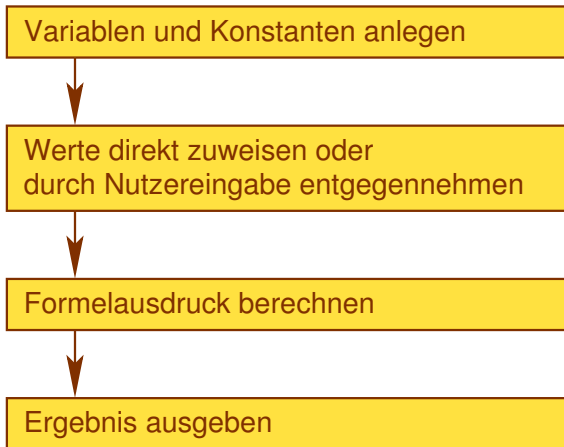 Variablen und Konstanten anlegen
Werte direkt zuweisen oder
durch Nutzereingabe entgegennehmen
Formelausdruck berechnen
Ergebnis ausgeben